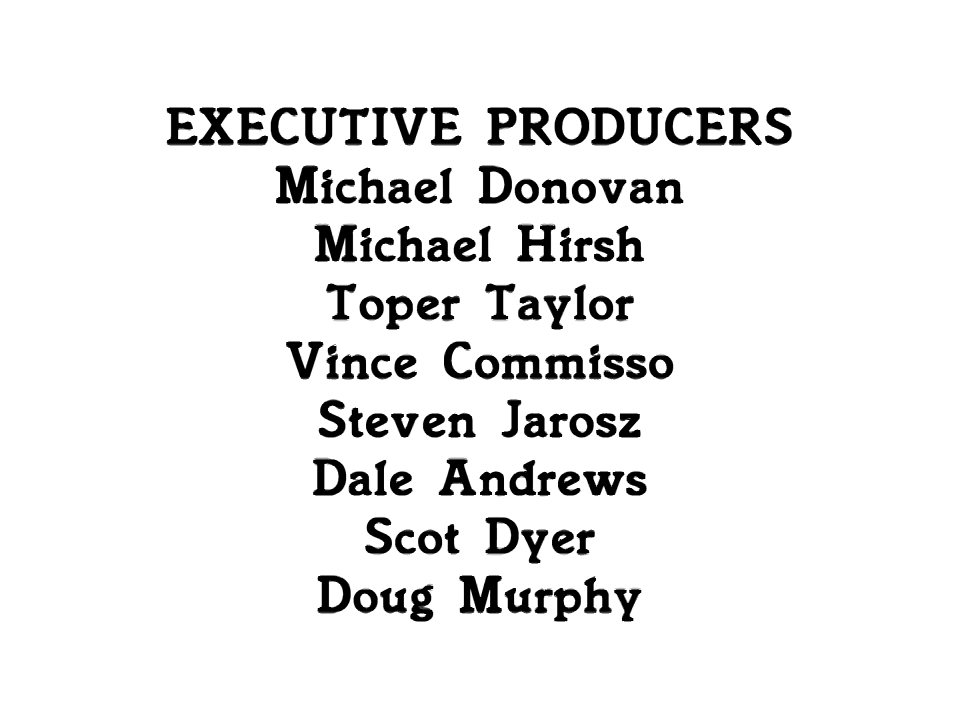 EXECUTIVE PRODUCERS
Michael Donovan
Michael Hirsh
Toper Taylor
Vince Commisso
Steven Jarosz
Dale Andrews
Scot Dyer
Doug Murphy